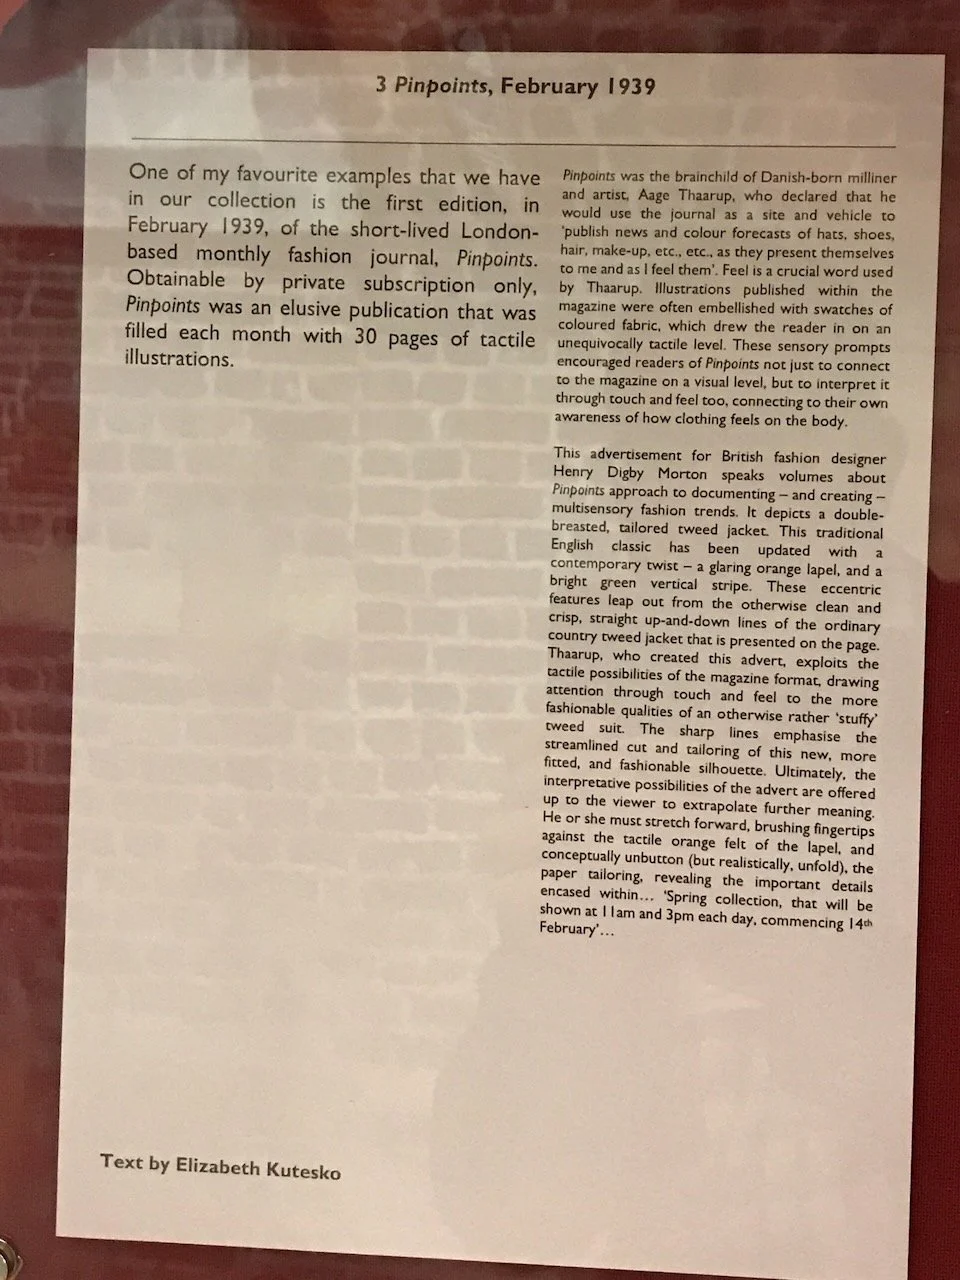 3 Pinpoints, February 1939
One of my favourite examples that we have
in our collection is the first edition, in
February 1939, of the short-lived London-
based monthly fashion journal, Pinpoints.
Obtainable by private subscription only,
Pinpoints was an elusive publication that was
filled each month with 30 pages of tactile
illustrations.
Pinpoints was the brainchild of Danish-born milliner
and artist, Aage Thaarup, who declared that he
would use the journal as a site and vehicle to
‘publish news and colour forecasts of hats, shoes,
hair, make-up, etc., etc., as they present themselves
to me and as I feel them’. Feel is a crucial word used
by Thaarup. Illustrations published within the
magazine were often embellished with swatches of
coloured fabric, which drew the reader in on an
unequivocally tactile level. These sensory prompts
encouraged readers of Pinpoints not just to connect
to the magazine on a visual level, but to interpret it
through touch and feel too, connecting to their own
awareness of how clothing feels on the body.
This advertisement for British fashion designer
Henry Digby Morton speaks volumes about
Pinpoints approach to documenting – and creating –
multisensory fashion trends. It depicts a double-
breasted, tailored tweed jacket. This traditional
English classic has been updated with a
contemporary twist – a glaring orange lapel, and a
bright green vertical stripe. These eccentric
features leap out from the otherwise clean and
crisp, straight up-and-down lines of the ordinary
country tweed jacket that is presented on the page.
Thaarup, who created this advert, exploits the
tactile possibilities of the magazine format, drawing
attention through touch and feel to the more
fashionable qualities of an otherwise rather ‘stuffy’
tweed suit. The sharp lines emphasise the
streamlined cut and tailoring of this new, more
fitted, and fashionable silhouette. Ultimately, the
interpretative possibilities of the advert are offered
up to the viewer to extrapolate further meaning.
He or she must stretch forward, brushing fingertips
against the tactile orange felt of the lapel, and
conceptually unbutton (but realistically, unfold), the
paper tailoring, revealing the important details
encased within… ‘Spring collection, that will be
shown at 11am and 3pm each day, commencing 14th
February’…
Text by Elizabeth Kutesko